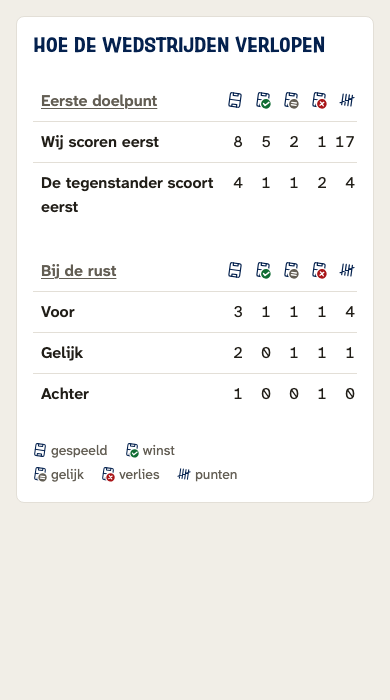 HOE DE WEDSTRIJDEN VERLOPEN
Eerste doelpunt
Wij scoren eerst 8 5 2 1 17
De tegenstander scoort eerst 4 1 1 2 4
Bij de rust
Voor 3 1 1 1 4
Gelijk 2 0 1 1 1
Achter 1 0 0 1 0
gespeeld winst
gelijk verlies punten